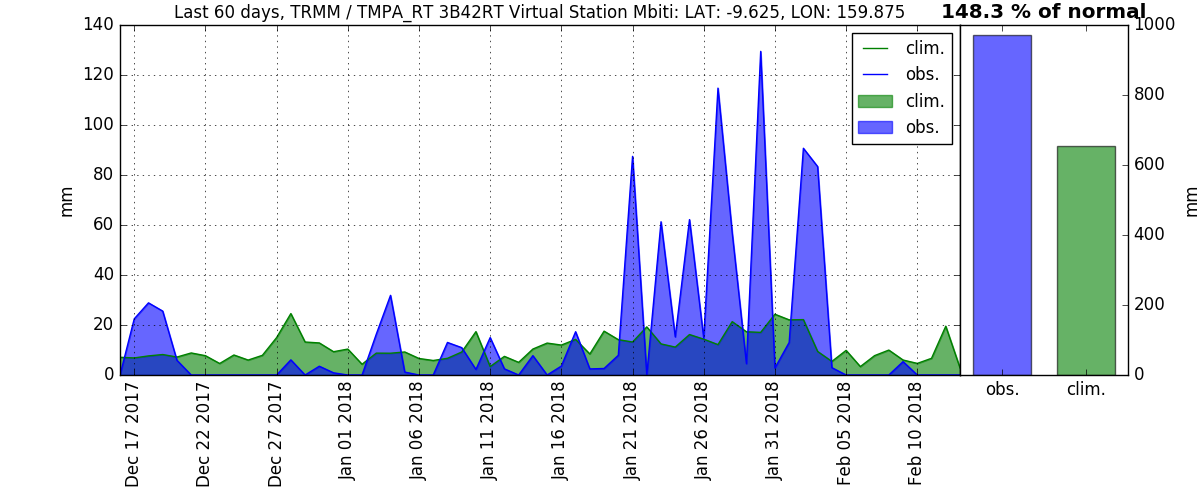 Last 60 days, TRMM / TMPA_RT 3B42RT Virtual Station Mbiti: LAT: -9.625, LON: 159.875
148.3 % of normal
140
120
100
80
60
40
20
0
mm
clim.
obs.
clim.
obs.
Dec 17 2017
Dec 22 2017
Dec 27 2017
Jan 01 2018
Jan 06 2018
Jan 11 2018
Jan 16 2018
Jan 21 2018
Jan 26 2018
Jan 31 2018
Feb 05 2018
Feb 10 2018
1000
800
600
400
200
0
mm
obs.
clim.